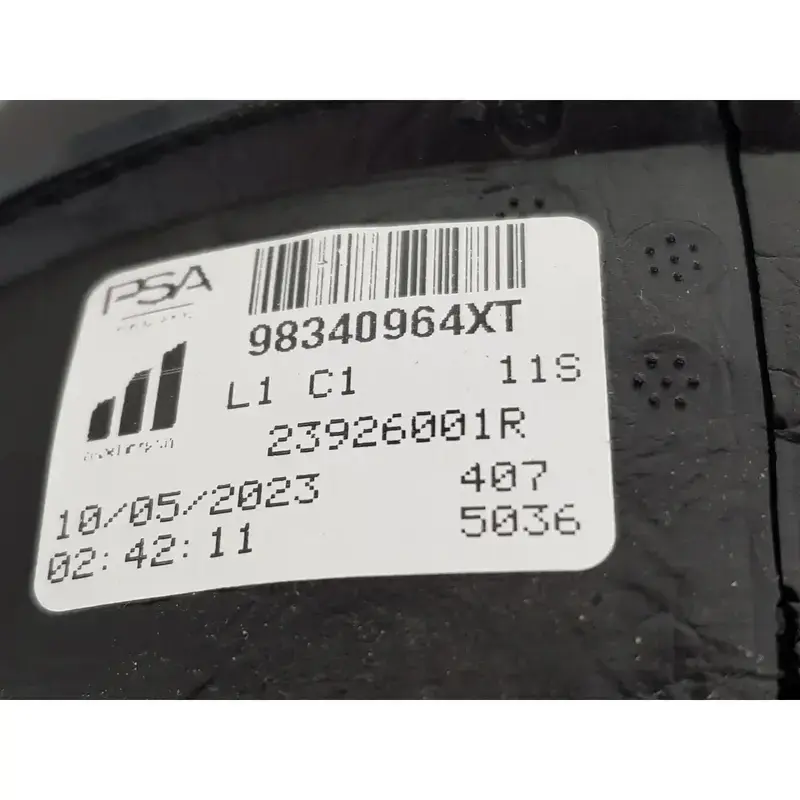 PSA
98340964XT
L1 C1 11S
23926001R
10/05/2023 407
02:42:11 5036